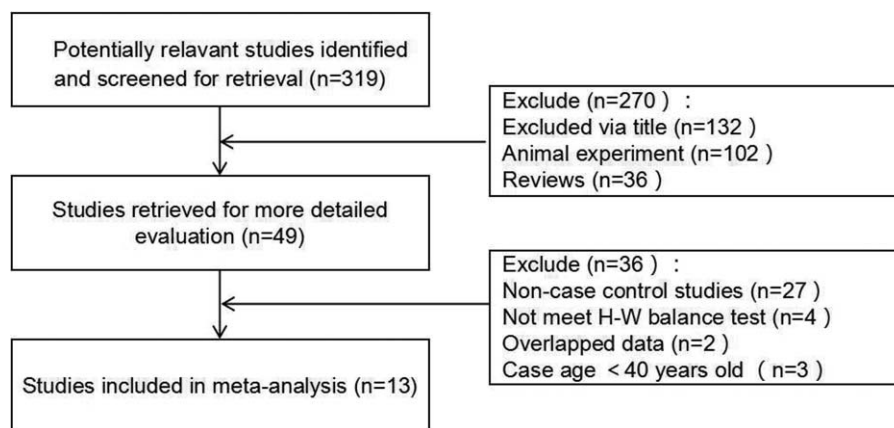 Potentially relavant studies identified
and screened for retrieval (n=319)
Exclude (n=270 ) :
Excluded via title (n=132 )
Animal experiment (n=102 )
Reviews (n=36 )
Studies retrieved for more detailed
evaluation (n=49)
Exclude (n=36 ) :
Non-case control studies (n=27 )
Not meet H-W balance test (n=4 )
Overlapped data (n=2 )
Case age < 40 years old ( n=3 )
Studies included in meta-analysis (n=13)